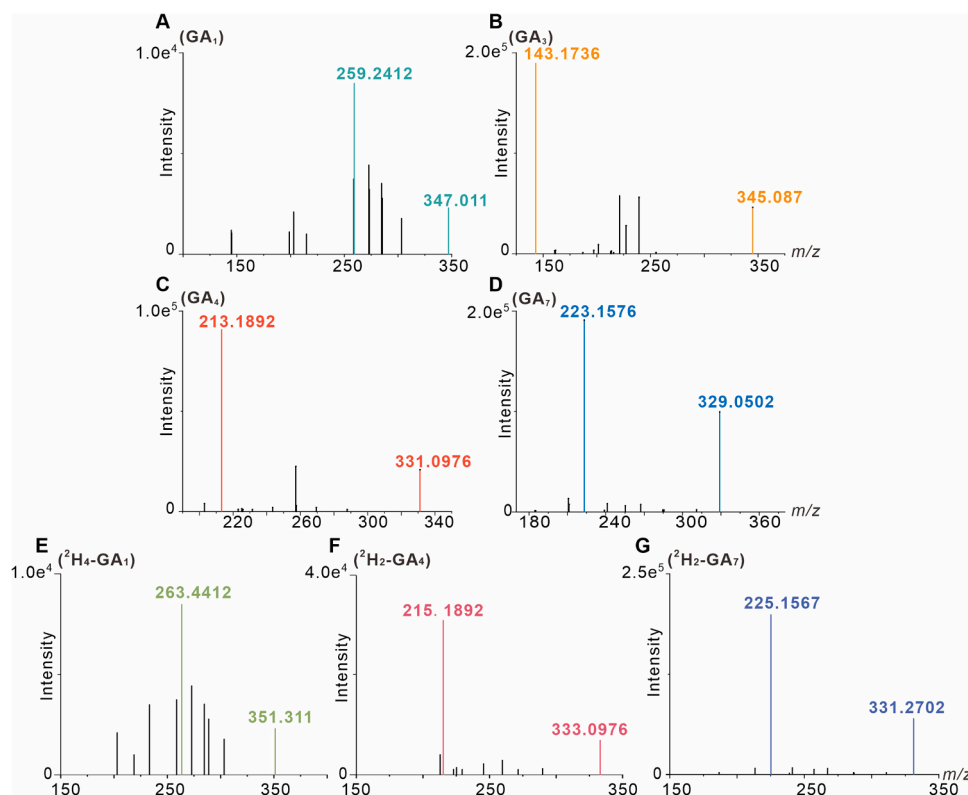 A
(GA₁)
1.0e⁴
259.2412
347.011
Intensity
0
150
250
350
B
(GA₃)
2.0e⁵
143.1736
345.087
Intensity
0
150
250
350
m/z
C
(GA₄)
1.0e⁵
213.1892
331.0976
Intensity
0
220
260
300
340
D
(GA₇)
2.0e⁵
223.1576
329.0502
Intensity
0
180
240
300
360
m/z
E
(²H₄-GA₁)
1.0e⁴
263.4412
351.311
Intensity
0
150
250
350
F
(²H₂-GA₄)
4.0e⁴
215. 1892
333.0976
Intensity
0
150
250
350
G
(²H₂-GA₇)
2.5e⁵
225.1567
331.2702
Intensity
0
150
250
350
m/z